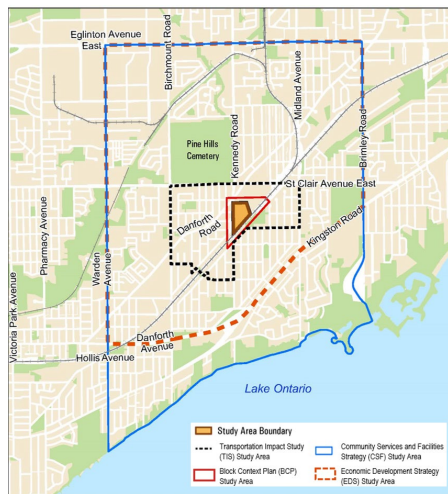 Eglinton Avenue
East
Birchmount Road
Midland Avenue
Pine Hills
Cemetery
Kennedy Road
Brimley Road
St Clair Avenue East
Danforth
Road
Kingston Road
Pharmacy Avenue
Warden
Avenue
Victoria Park Avenue
Danforth
Avenue
Hollis Avenue
Lake Ontario
Study Area Boundary
Transportation Impact Study
(TIS) Study Area
Community Services and Facilities
Strategy (CSF) Study Area
Block Context Plan (BCP)
Study Area
Economic Development Strategy
(EDS) Study Area